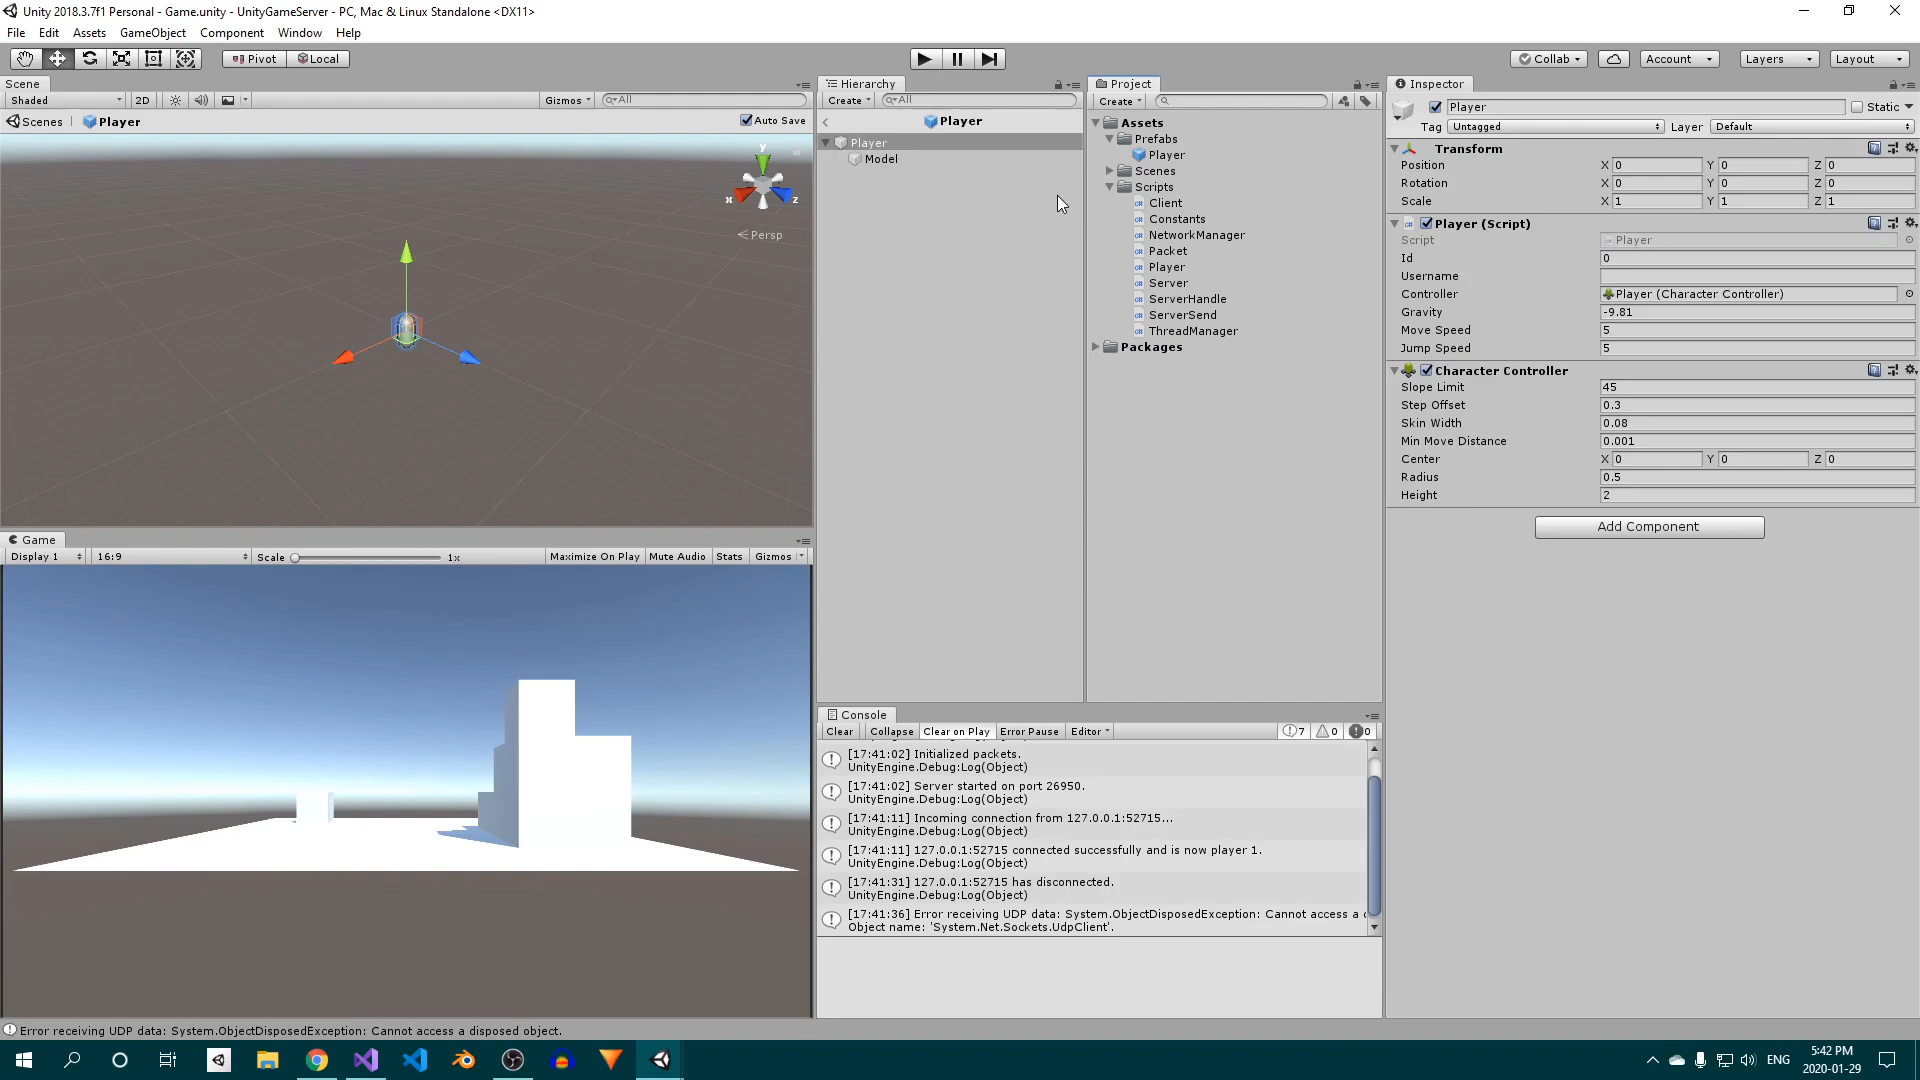 Unity 2018.3.7f1 Personal - Game.unity - UnityGameServer - PC, Mac & Linux Standalone <DX11>
File Edit Assets GameObject Component Window Help
Pivot Local Collab Account Layers Layout
Scene
Shaded 2D Gizmos All
Scenes Player Auto Save
y
x z
Persp
Game
Display 1 16:9 Scale 1x Maximize On Play Mute Audio Stats Gizmos
Hierarchy
Create All
Player
Player
Model
Project
Create
Assets
Prefabs
Player
Scenes
Scripts
Client
Constants
NetworkManager
Packet
Player
Server
ServerHandle
ServerSend
ThreadManager
Packages
Console
Clear Collapse Clear on Play Error Pause Editor 7 0 0
[17:41:02] Initialized packets.
UnityEngine.Debug:Log(Object)
[17:41:02] Server started on port 26950.
UnityEngine.Debug:Log(Object)
[17:41:11] Incoming connection from 127.0.0.1:52715...
UnityEngine.Debug:Log(Object)
[17:41:11] 127.0.0.1:52715 connected successfully and is now player 1.
UnityEngine.Debug:Log(Object)
[17:41:31] 127.0.0.1:52715 has disconnected.
UnityEngine.Debug:Log(Object)
[17:41:36] Error receiving UDP data: System.ObjectDisposedException: Cannot access a
Object name: 'System.Net.Sockets.UdpClient'.
Inspector
Player Static
Tag Untagged Layer Default
Transform
Position X 0 Y 0 Z 0
Rotation X 0 Y 0 Z 0
Scale X 1 Y 1 Z 1
Player (Script)
Script Player
Id 0
Username
Controller Player (Character Controller)
Gravity -9.81
Move Speed 5
Jump Speed 5
Character Controller
Slope Limit 45
Step Offset 0.3
Skin Width 0.08
Min Move Distance 0.001
Center X 0 Y 0 Z 0
Radius 0.5
Height 2
Add Component
Error receiving UDP data: System.ObjectDisposedException: Cannot access a disposed object.
ENG
5:42 PM
2020-01-29